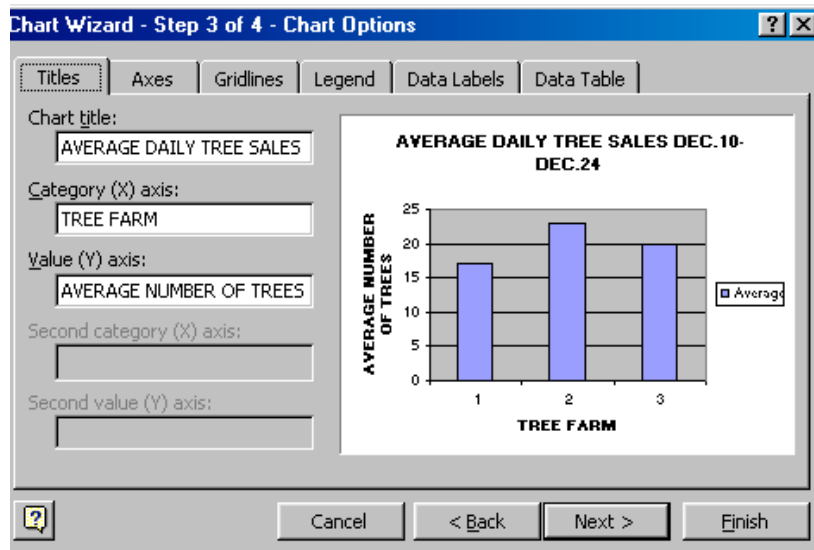 Chart Wizard - Step 3 of 4 - Chart Options
Titles
Axes
Gridlines
Legend
Data Labels
Data Table
Chart title:
AVERAGE DAILY TREE SALES
Category (X) axis:
TREE FARM
Value (Y) axis:
AVERAGE NUMBER OF TREES
Second category (X) axis:
Second value (Y) axis:
AVERAGE DAILY TREE SALES DEC.10-
DEC.24
AVERAGE NUMBER
OF TREES
25
20
15
10
5
0
1
2
3
TREE FARM
Average
Cancel
< Back
Next >
Finish